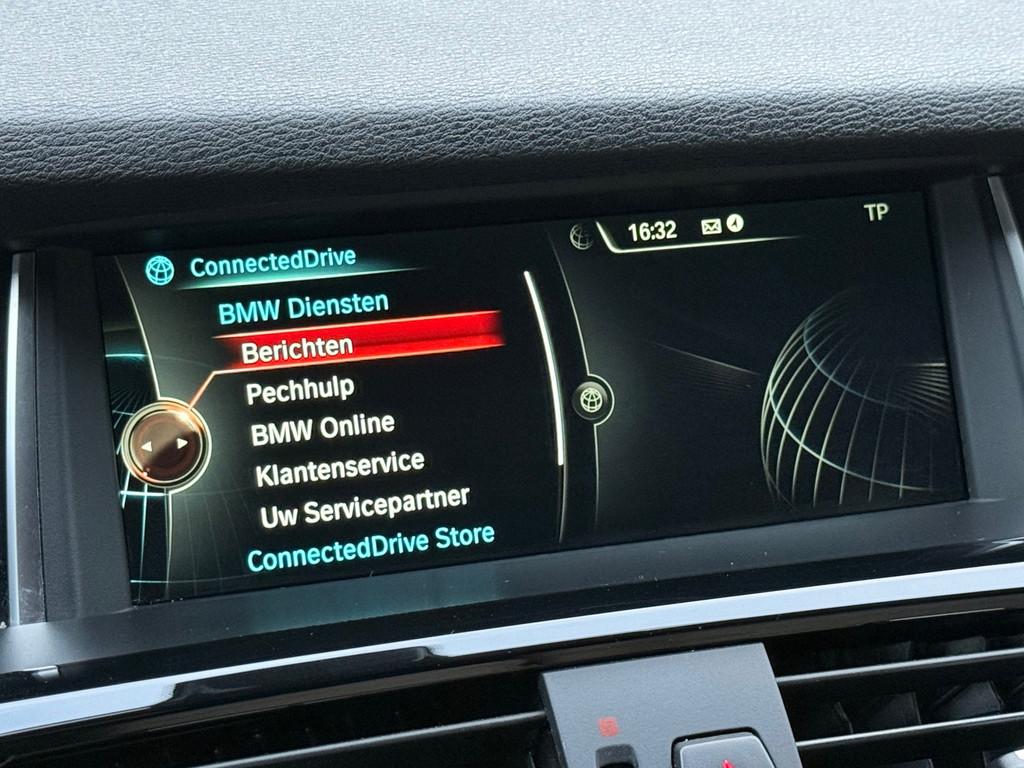 ConnectedDrive
BMW Diensten
Berichten
Pechhulp
BMW Online
Klantenservice
Uw Servicepartner
ConnectedDrive Store
16:32
TP